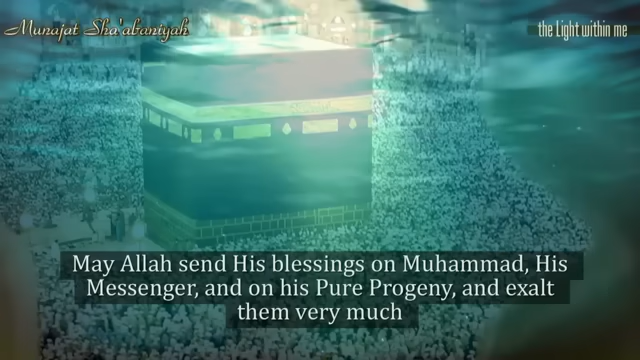 Munajat Sha'abaniyah
the Light within me
May Allah send His blessings on Muhammad, His
Messenger, and on his Pure Progeny, and exalt
them very much